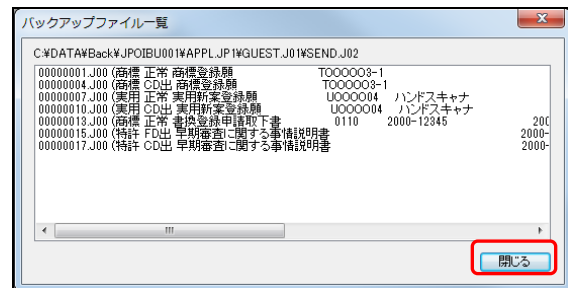 バックアップファイル一覧
C:¥DATA¥Back¥JPOIBU001¥APPL.JP1¥GUEST.J01¥SEND.J02
00000001.J00 (商標 正常 商標登録願 T000003-1
00000004.J00 (商標 CD出 商標登録願 T000003-1
00000007.J00 (実用 正常 実用新案登録願 U000004 ハンドスキャナ
00000010.J00 (実用 CD出 実用新案登録願 U000004 ハンドスキャナ
00000013.J00 (商標 正常 書換登録申請取下書 0110 2000-12345 200
00000015.J00 (特許 FD出 早期審査に関する事情説明書 2000-
00000017.J00 (特許 CD出 早期審査に関する事情説明書 2000-
閉じる